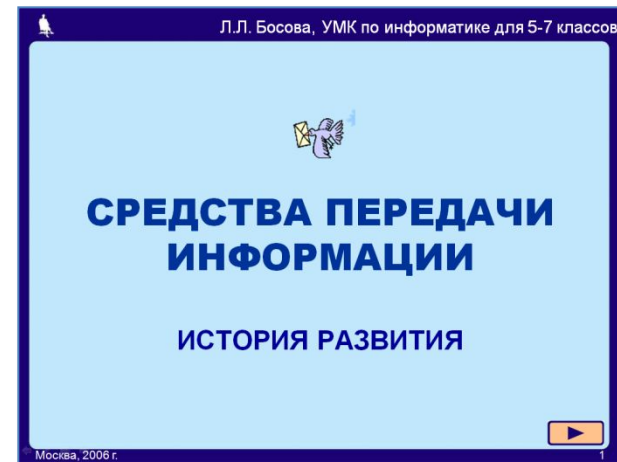 Л.Л. Босова, УМК по информатике для 5-7 классов
СРЕДСТВА ПЕРЕДАЧИ
ИНФОРМАЦИИ
ИСТОРИЯ РАЗВИТИЯ
Москва, 2006 г.
1